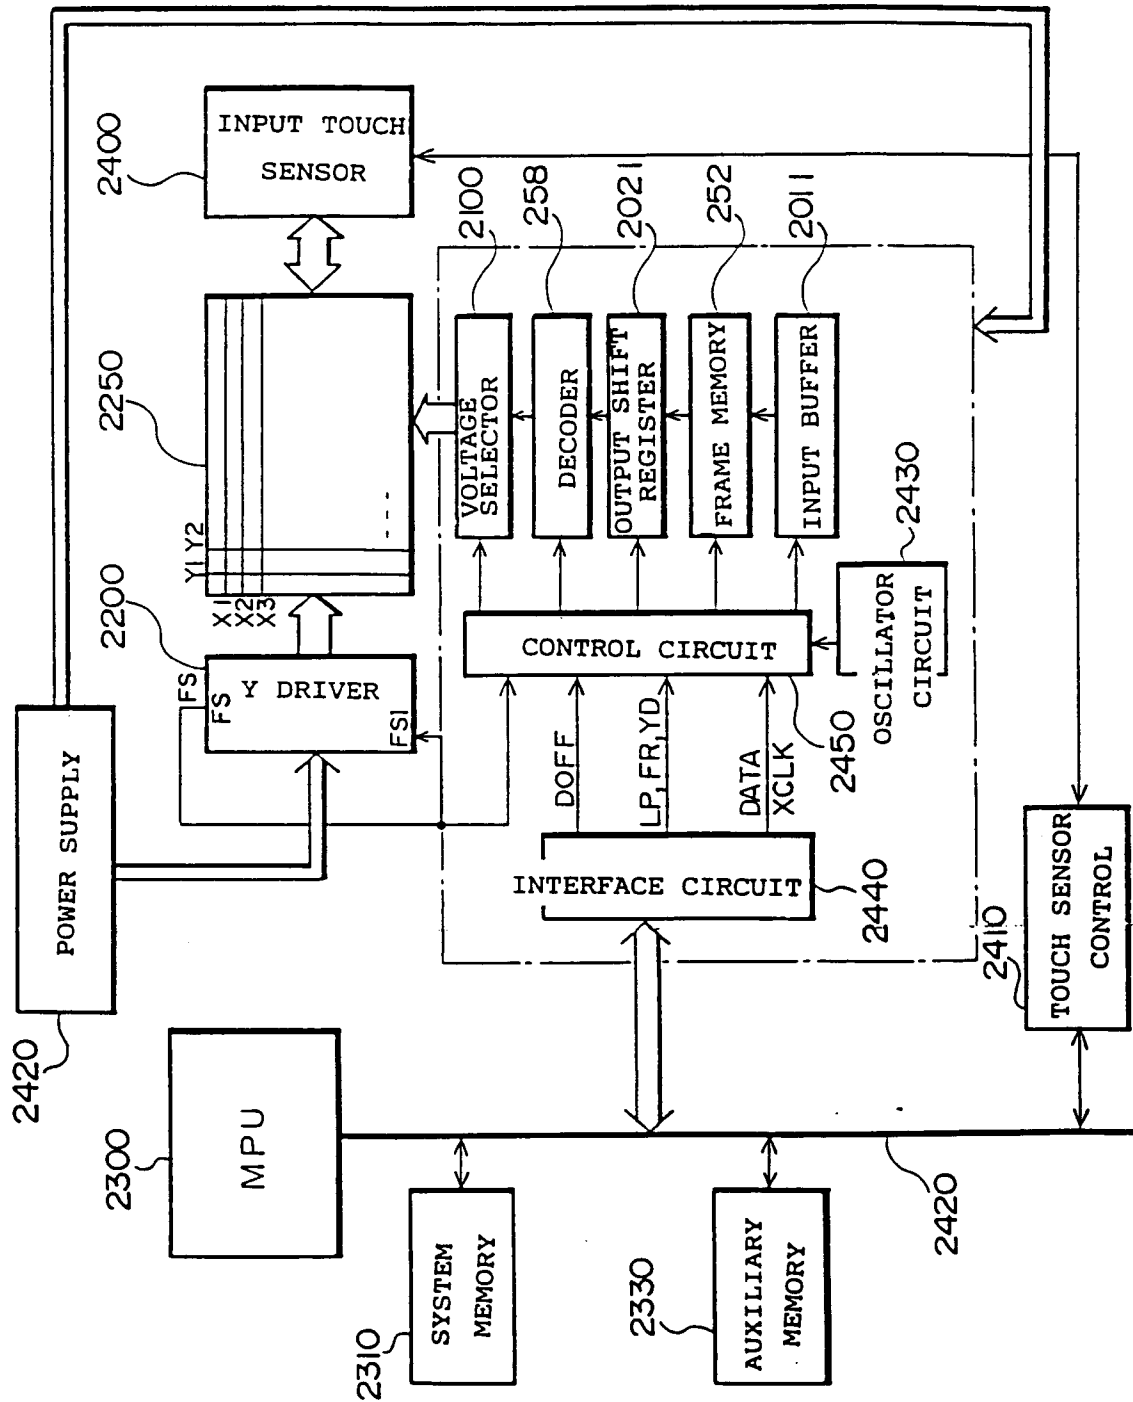 2420
POWER SUPPLY
2300
MPU
2310
SYSTEM
MEMORY
2330
AUXILIARY
MEMORY
2420
2200
FS
FS
Y DRIVER
FS1
2250
Y1 Y2
X1
X2
X3
2400
INPUT TOUCH
SENSOR
2100
VOLTAGE
SELECTOR
258
DECODER
2021
OUTPUT SHIFT
REGISTER
252
FRAME MEMORY
2011
INPUT BUFFER
CONTROL CIRCUIT
2450
2430
OSCILLATOR
CIRCUIT
DOFF
LP,FR,YD
DATA
XCLK
INTERFACE CIRCUIT
2440
2410
TOUCH SENSOR
CONTROL